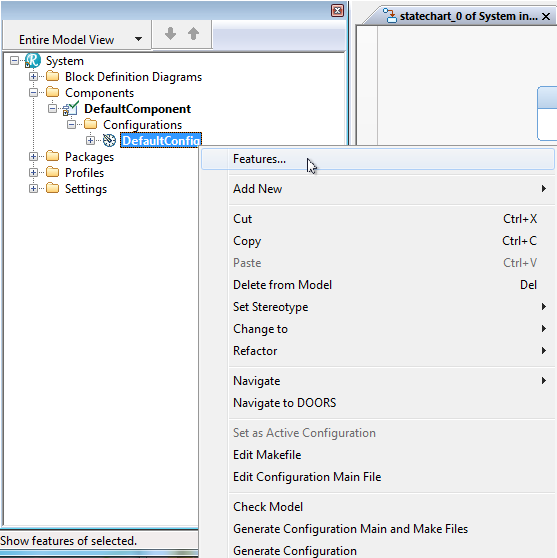 statechart_0 of System in...
Entire Model View
System
Block Definition Diagrams
Components
DefaultComponent
Configurations
DefaultConfig
Packages
Profiles
Settings
Features...
Add New
Cut Ctrl+X
Copy Ctrl+C
Paste Ctrl+V
Delete from Model Del
Set Stereotype
Change to
Refactor
Navigate
Navigate to DOORS
Set as Active Configuration
Edit Makefile
Edit Configuration Main File
Check Model
Generate Configuration Main and Make Files
Generate Configuration
Show features of selected.